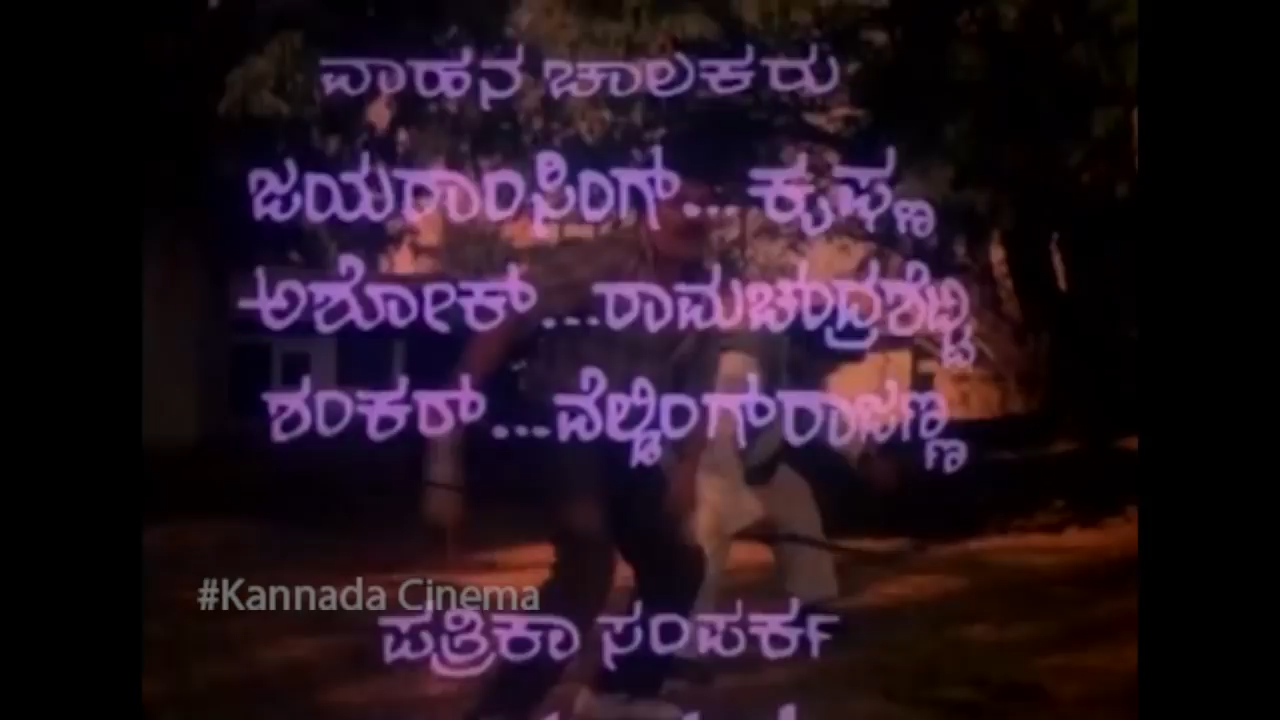 ವಾಹನ ಚಾಲಕರು
ಜಯರಾಂಸಿಂಗ್...ಕೃಷ್ಣ
ಅಶೋಕ್...ರಾಮಚಂದ್ರಶೆಟ್ಟಿ
ಶಂಕರ್...ವೆಲ್ಡಿಂಗ್‌ರಾಜಣ್ಣ
#Kannada Cinema
ಪತ್ರಿಕಾ ಸಂಪರ್ಕ